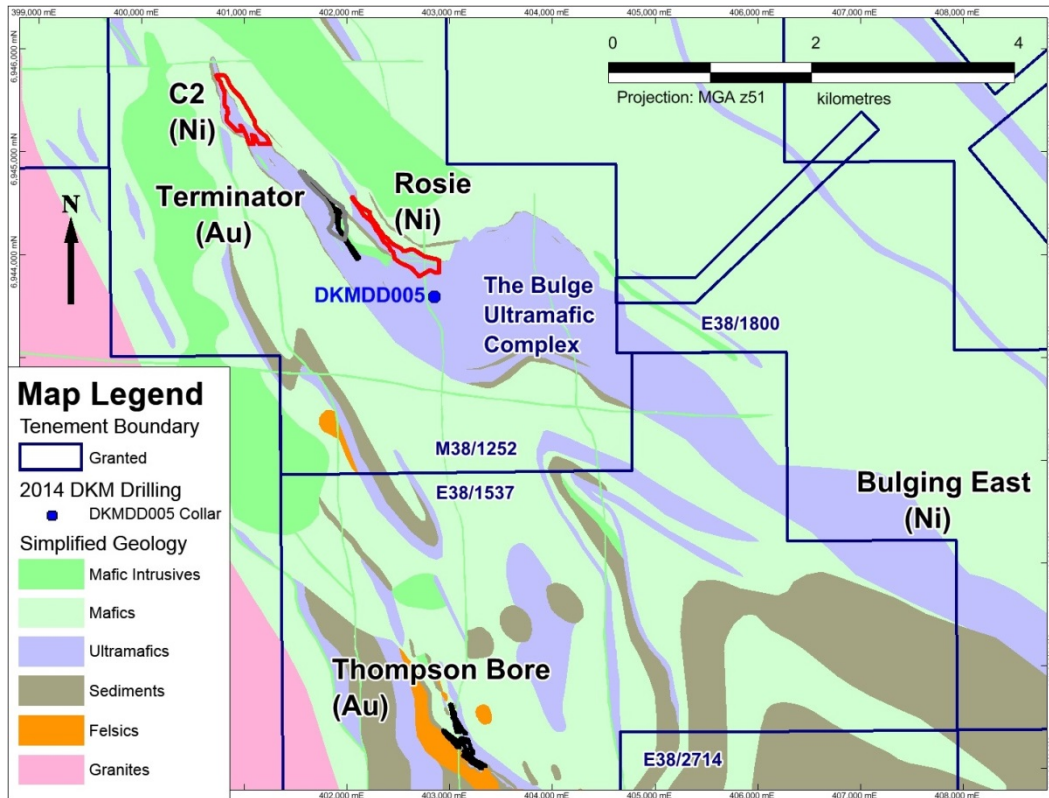 399,000 mE
400,000 mE
401,000 mE
402,000 mE
403,000 mE
404,000 mE
405,000 mE
406,000 mE
407,000 mE
408,000 mE
6,946,000 mN
6,945,000 mN
6,944,000 mN
0
2
4
Projection: MGA z51
kilometres
C2
(Ni)
Terminator
(Au)
Rosie
(Ni)
N
DKMDD005
The Bulge
Ultramafic
Complex
E38/1800
M38/1252
E38/1537
Bulging East
(Ni)
Thompson Bore
(Au)
E38/2714
Map Legend
Tenement Boundary
Granted
2014 DKM Drilling
DKMDD005 Collar
Simplified Geology
Mafic Intrusives
Mafics
Ultramafics
Sediments
Felsics
Granites
402,000 mE
403,000 mE
404,000 mE
405,000 mE
406,000 mE
407,000 mE
408,000 mE